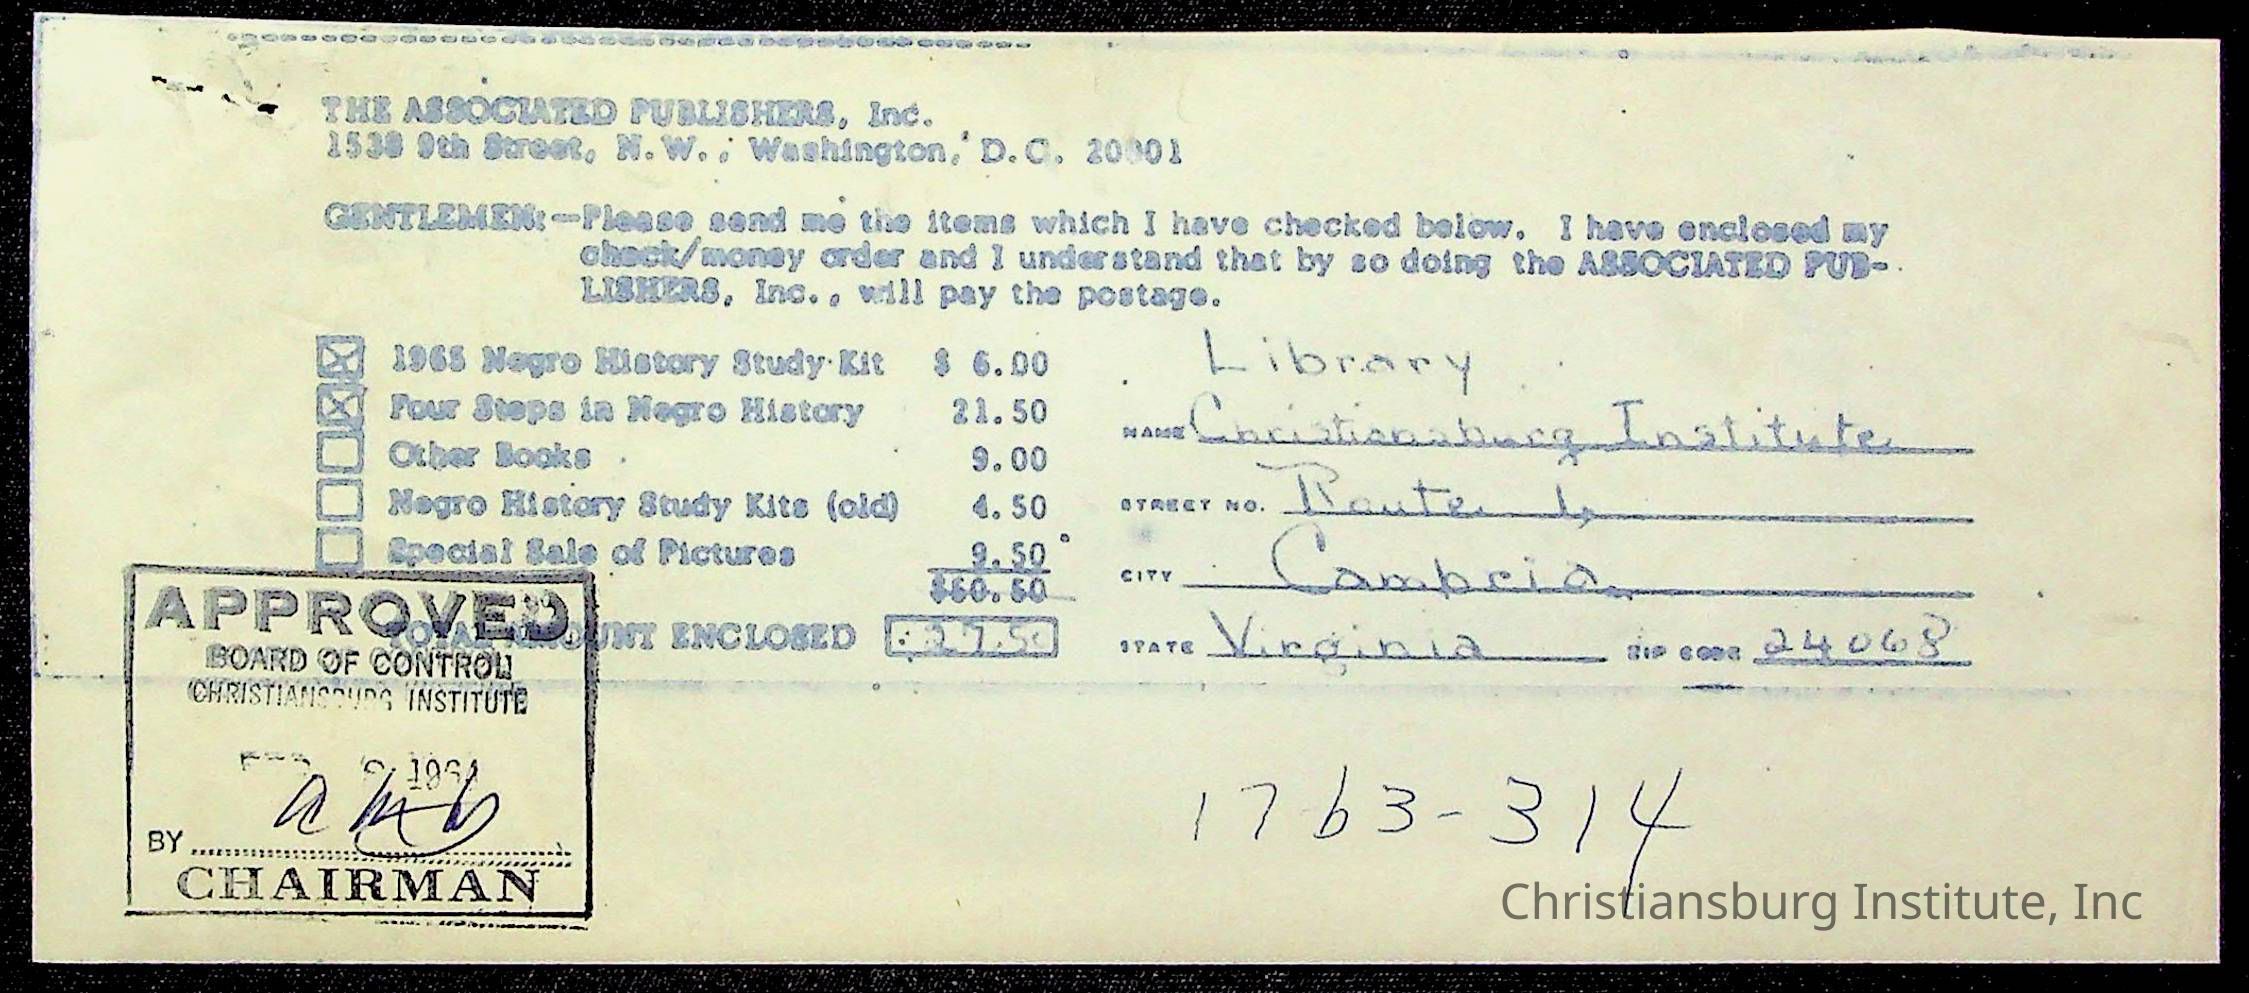 THE ASSOCIATED PUBLISHERS, Inc.
1538 9th Street, N.W., Washington, D.C. 20001
GENTLEMEN:—Please send me the items which I have checked below. I have enclosed my
check/money order and I understand that by so doing the ASSOCIATED PUB-
LISHERS, Inc., will pay the postage.
1965 Negro History Study Kit $ 6.00
Four Steps in Negro History 21.50
Other Books 9.00
Negro History Study Kits (old) 4.50
Special Sale of Pictures 9.50
$50.50
TOTAL AMOUNT ENCLOSED 27.50
Library
NAME Christiansburg Institute
STREET NO. Route 1,
CITY Cambria,
STATE Virginia ZIP CODE 24068
APPROVED
BOARD OF CONTROL
CHRISTIANSBURG INSTITUTE
BY
CHAIRMAN
1763-314
Christiansburg Institute, Inc